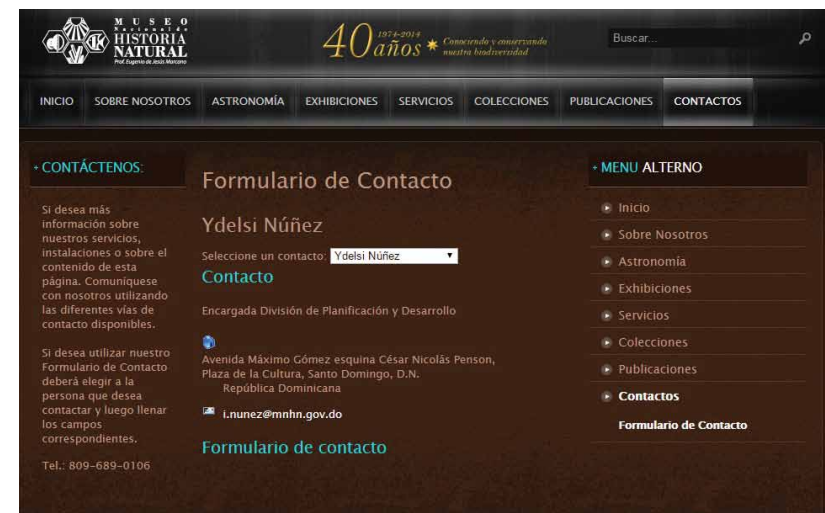 MUSEO
Nacional de
HISTORIA
NATURAL
Prof. Eugenio de Jesús Marcano
40 años
1974-2014
Conociendo y conservando
nuestra biodiversidad
Buscar...
INICIO SOBRE NOSOTROS ASTRONOMÍA EXHIBICIONES SERVICIOS COLECCIONES PUBLICACIONES CONTACTOS
CONTÁCTENOS:
Si desea más
información sobre
nuestros servicios,
instalaciones o sobre el
contenido de esta
página. Comuníquese
con nosotros utilizando
las diferentes vías de
contacto disponibles.
Si desea utilizar nuestro
Formulario de Contacto
deberá elegir a la
persona que desea
contactar y luego llenar
los campos
correspondientes.
Tel.: 809-689-0106
Formulario de Contacto
Ydelsi Núñez
Seleccione un contacto: Ydelsi Núñez
Contacto
Encargada División de Planificación y Desarrollo
Avenida Máximo Gómez esquina César Nicolás Penson,
Plaza de la Cultura, Santo Domingo, D.N.
República Dominicana
i.nunez@mnhn.gov.do
Formulario de contacto
MENU ALTERNO
Inicio
Sobre Nosotros
Astronomía
Exhibiciones
Servicios
Colecciones
Publicaciones
Contactos
Formulario de Contacto